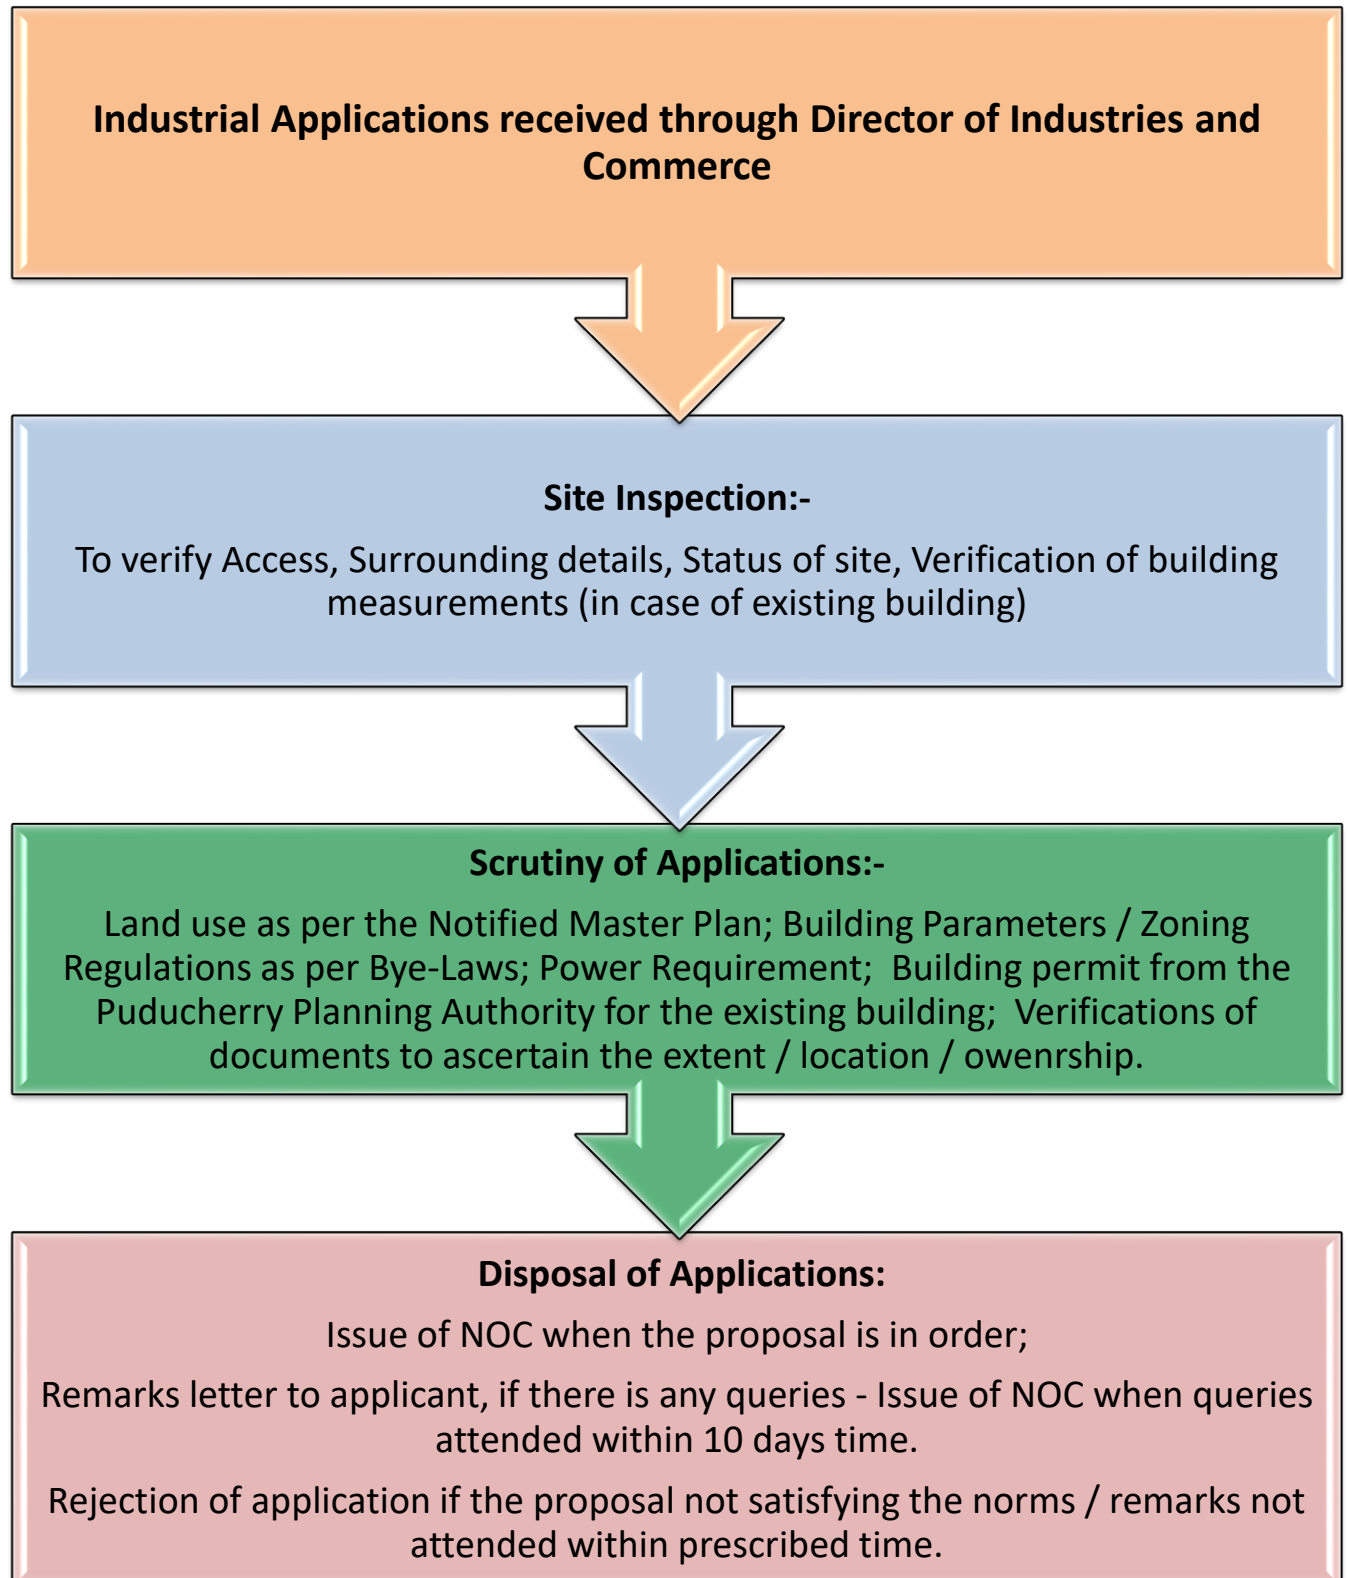 Industrial Applications received through Director of Industries and
Commerce
Site Inspection:-
To verify Access, Surrounding details, Status of site, Verification of building
measurements (in case of existing building)
Scrutiny of Applications:-
Land use as per the Notified Master Plan; Building Parameters / Zoning
Regulations as per Bye-Laws; Power Requirement;  Building permit from the
Puducherry Planning Authority for the existing building;  Verifications of
documents to ascertain the extent / location / owenrship.
Disposal of Applications:
Issue of NOC when the proposal is in order;
Remarks letter to applicant, if there is any queries - Issue of NOC when queries
attended within 10 days time.
Rejection of application if the proposal not satisfying the norms / remarks not
attended within prescribed time.